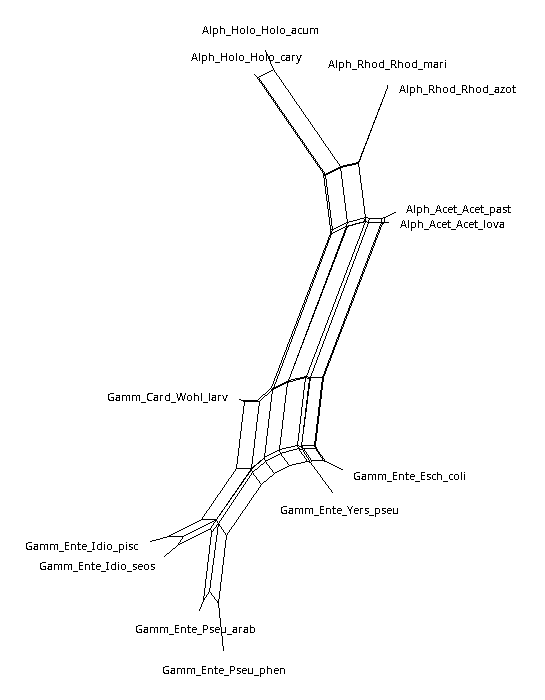 Alph_Holo_Holo_acum
Alph_Holo_Holo_cary
Alph_Rhod_Rhod_mari
Alph_Rhod_Rhod_azot
Alph_Acet_Acet_past
Alph_Acet_Acet_lova
Gamm_Card_Wohl_larv
Gamm_Ente_Esch_coli
Gamm_Ente_Yers_pseu
Gamm_Ente_Idio_pisc
Gamm_Ente_Idio_seos
Gamm_Ente_Pseu_arab
Gamm_Ente_Pseu_phen